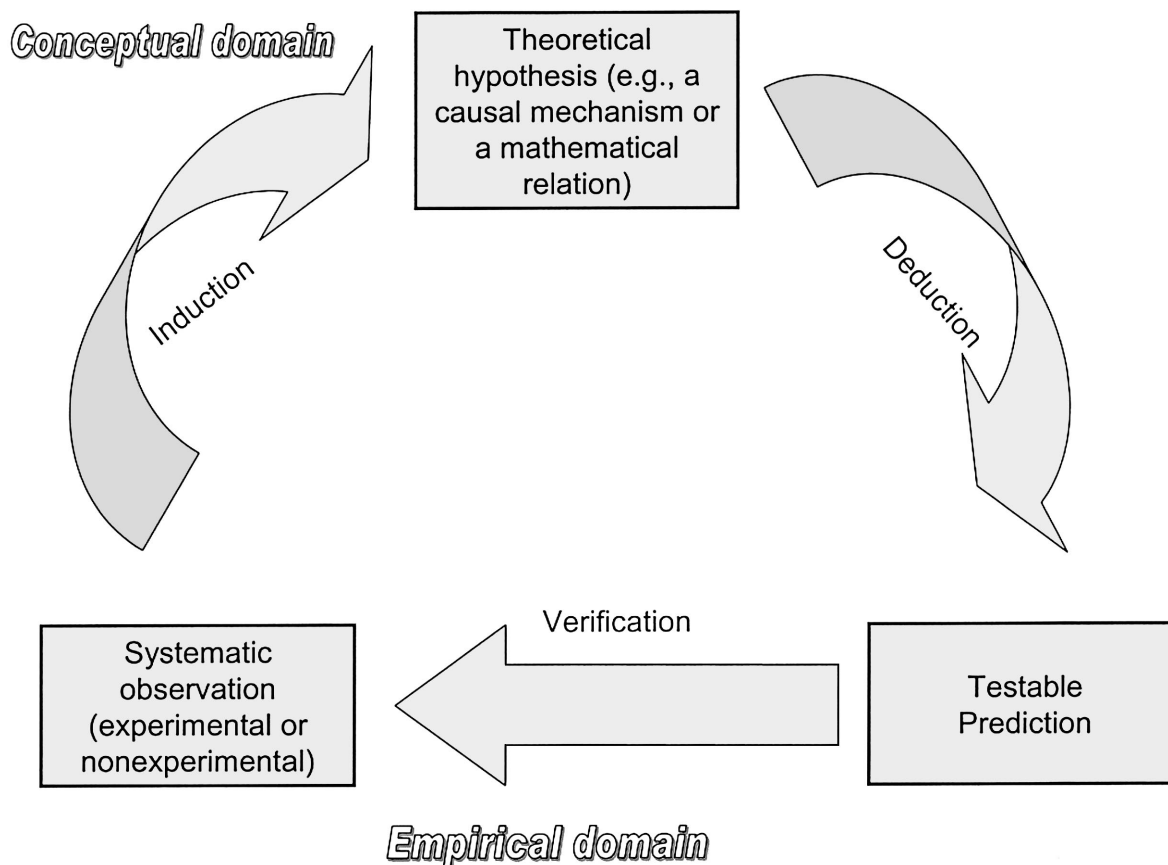 Conceptual domain
Theoretical
hypothesis (e.g., a
causal mechanism or
a mathematical
relation)
Induction
Deduction
Verification
Systematic
observation
(experimental or
nonexperimental)
Testable
Prediction
Empirical domain